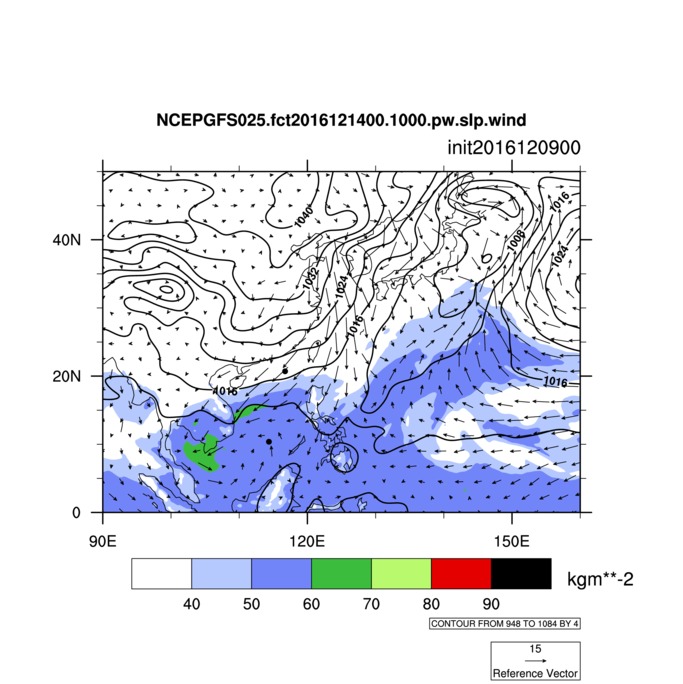 NCEPGFS025.fct2016121400.1000.pw.slp.wind
init2016120900
1040
1016
1008
1024
1032
1024
1016
1016
1016
40N
20N
0
90E 120E 150E
kgm**-2
40 50 60 70 80 90
CONTOUR FROM 948 TO 1084 BY 4
15
Reference Vector